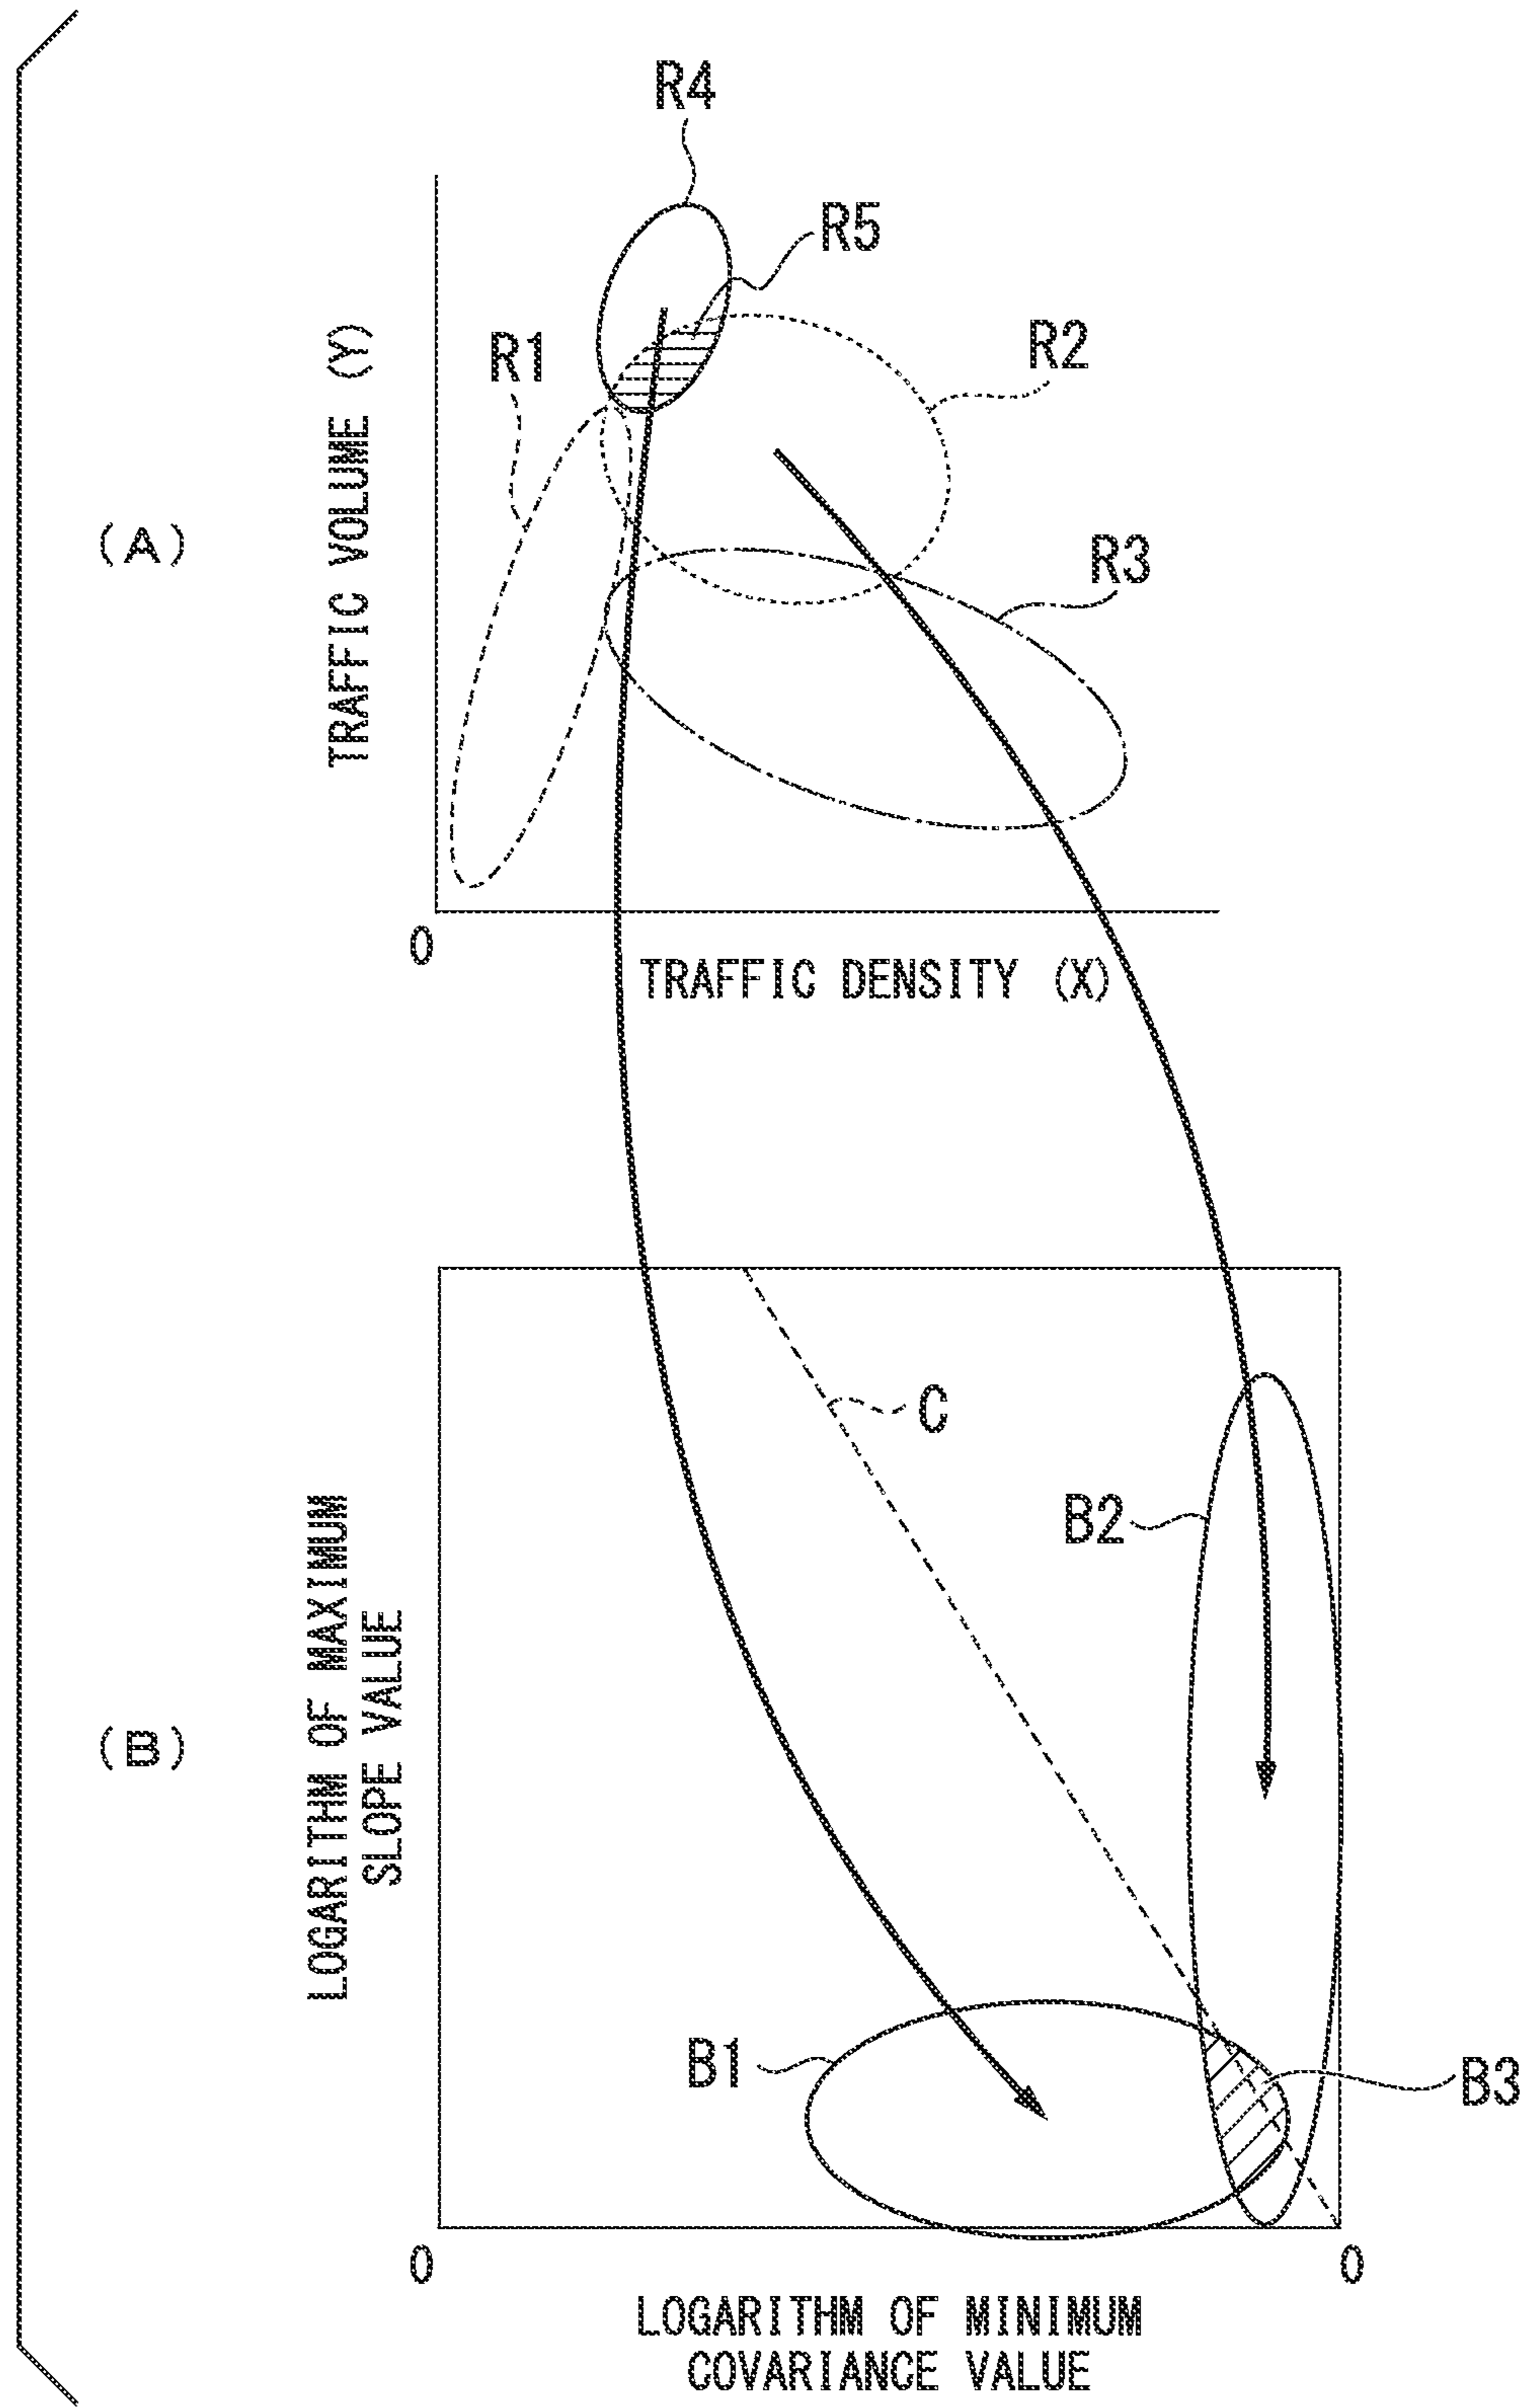 (A)
TRAFFIC VOLUME (Y)
R4
R5
R1
R2
R3
0
TRAFFIC DENSITY (X)
(B)
LOGARITHM OF MAXIMUM
SLOPE VALUE
C
B2
B1
B3
0
0
LOGARITHM OF MINIMUM
COVARIANCE VALUE